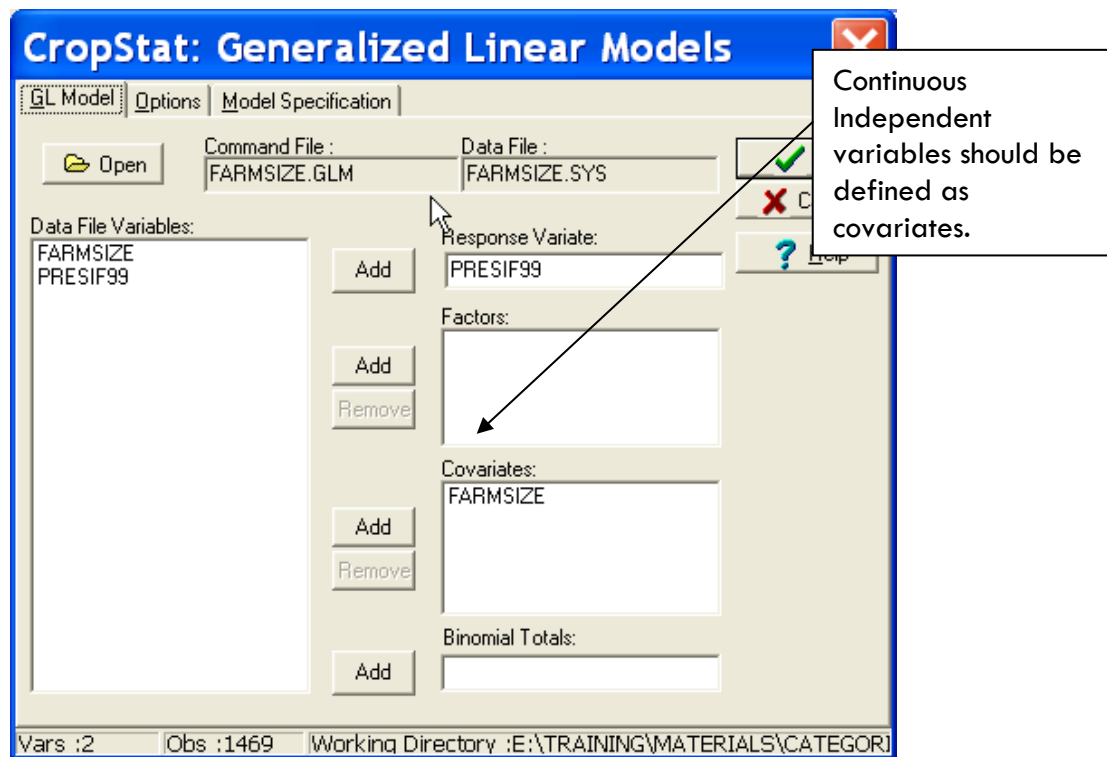 CropStat: Generalized Linear Models
GL Model Options Model Specification
Continuous
Independent
variables should be
defined as
covariates.
Open
Command File :
FARMSIZE.GLM
Data File :
FARMSIZE.SYS
Data File Variables:
FARMSIZE
PRESIF99
Add
Response Variate:
PRESIF99
Help
Factors:
Add
Remove
Covariates:
FARMSIZE
Add
Remove
Binomial Totals:
Add
Vars :2 Obs :1469 Working Directory :E:\TRAINING\MATERIALS\CATEGORI